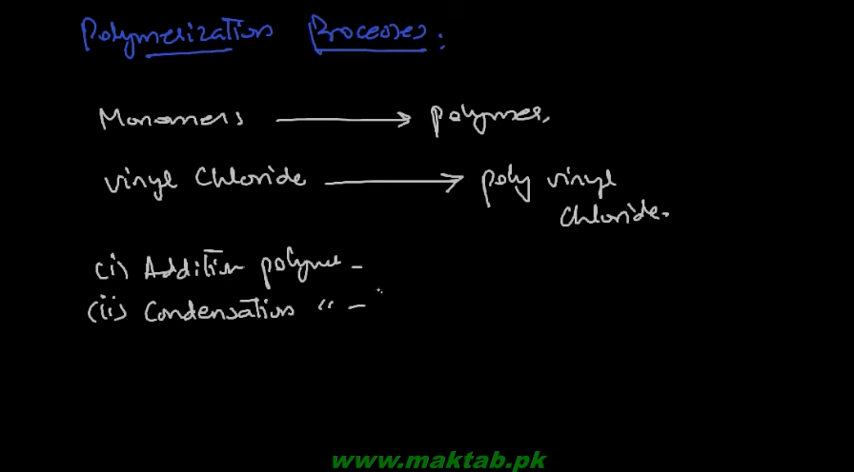 Polymerization Processes:
Monomers → polymer.
vinyl Chloride → poly vinyl
Chloride.
(i) Addition polymer -
(ii) Condensation " -
www.maktab.pk